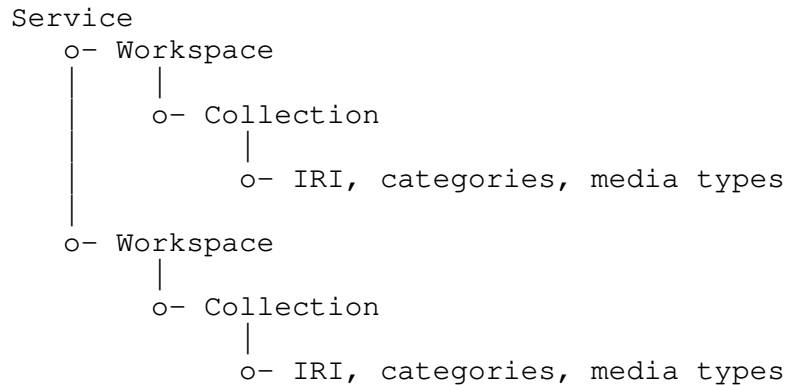 Service
o- Workspace
o- Collection
o- IRI, categories, media types
o- Workspace
o- Collection
o- IRI, categories, media types